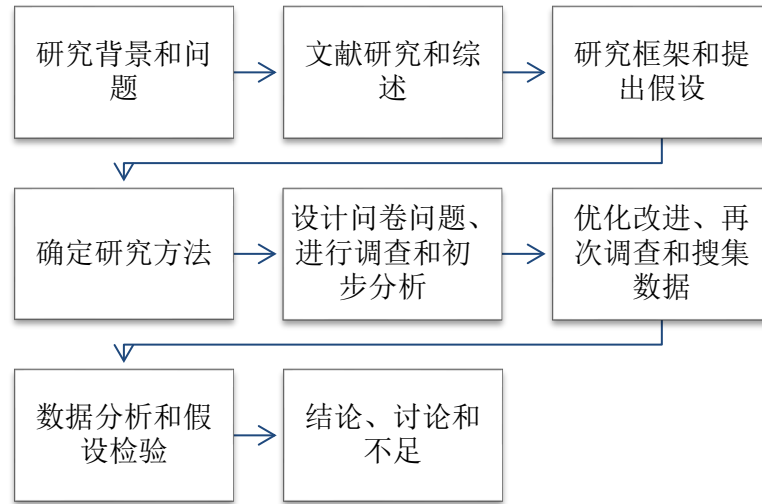 研究背景和问
题
文献研究和综
述
研究框架和提
出假设
确定研究方法
设计问卷问题、
进行调查和初
步分析
优化改进、再
次调查和搜集
数据
数据分析和假
设检验
结论、讨论和
不足